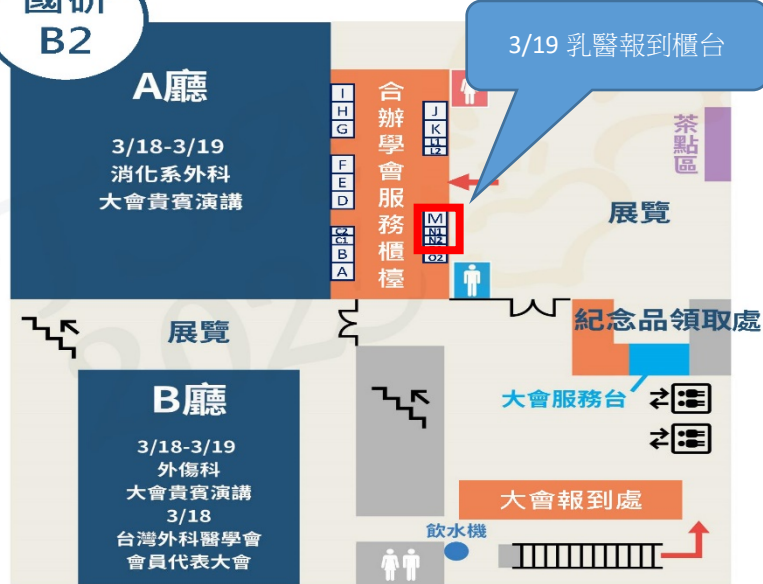 國研
B2
3/19 乳醫報到櫃台
A廳
3/18-3/19
消化系外科
大會貴賓演講
I
H
G
F
E
D
C2
C1
B
A
合辦學會服務櫃檯
J
K
L1
L2
M
N1
N2
O2
茶點區
展覽
展覽
紀念品領取處
大會服務台
B廳
3/18-3/19
外傷科
大會貴賓演講
3/18
台灣外科醫學會
會員代表大會
大會報到處
飲水機